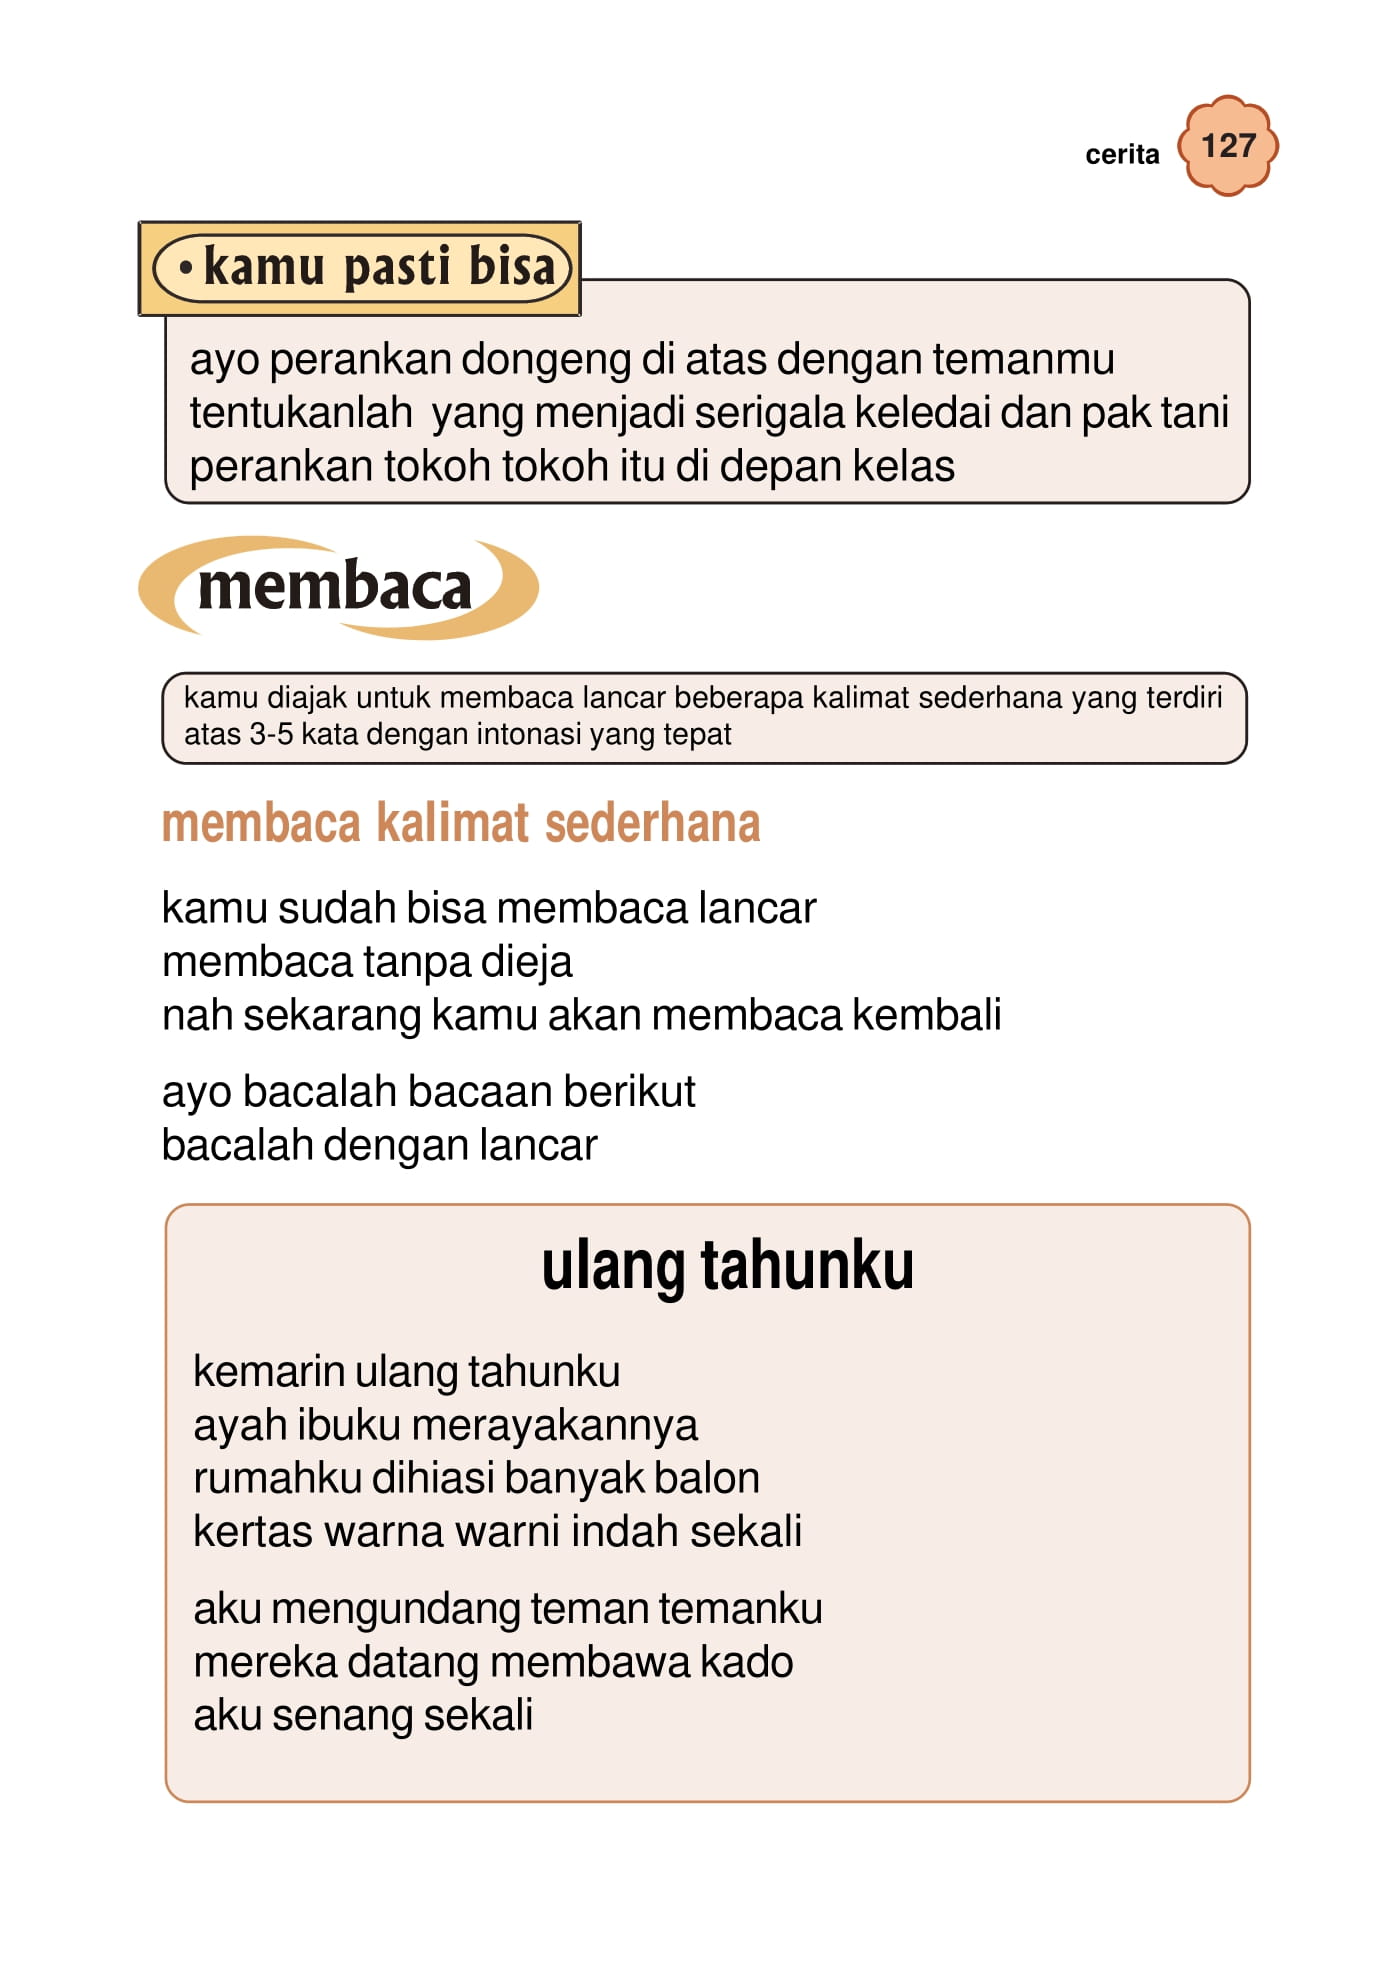 cerita 127
• kamu pasti bisa
ayo perankan dongeng di atas dengan temanmu
tentukanlah yang menjadi serigala keledai dan pak tani
perankan tokoh tokoh itu di depan kelas
membaca
kamu diajak untuk membaca lancar beberapa kalimat sederhana yang terdiri
atas 3-5 kata dengan intonasi yang tepat
membaca kalimat sederhana
kamu sudah bisa membaca lancar
membaca tanpa dieja
nah sekarang kamu akan membaca kembali
ayo bacalah bacaan berikut
bacalah dengan lancar
ulang tahunku
kemarin ulang tahunku
ayah ibuku merayakannya
rumahku dihiasi banyak balon
kertas warna warni indah sekali
aku mengundang teman temanku
mereka datang membawa kado
aku senang sekali